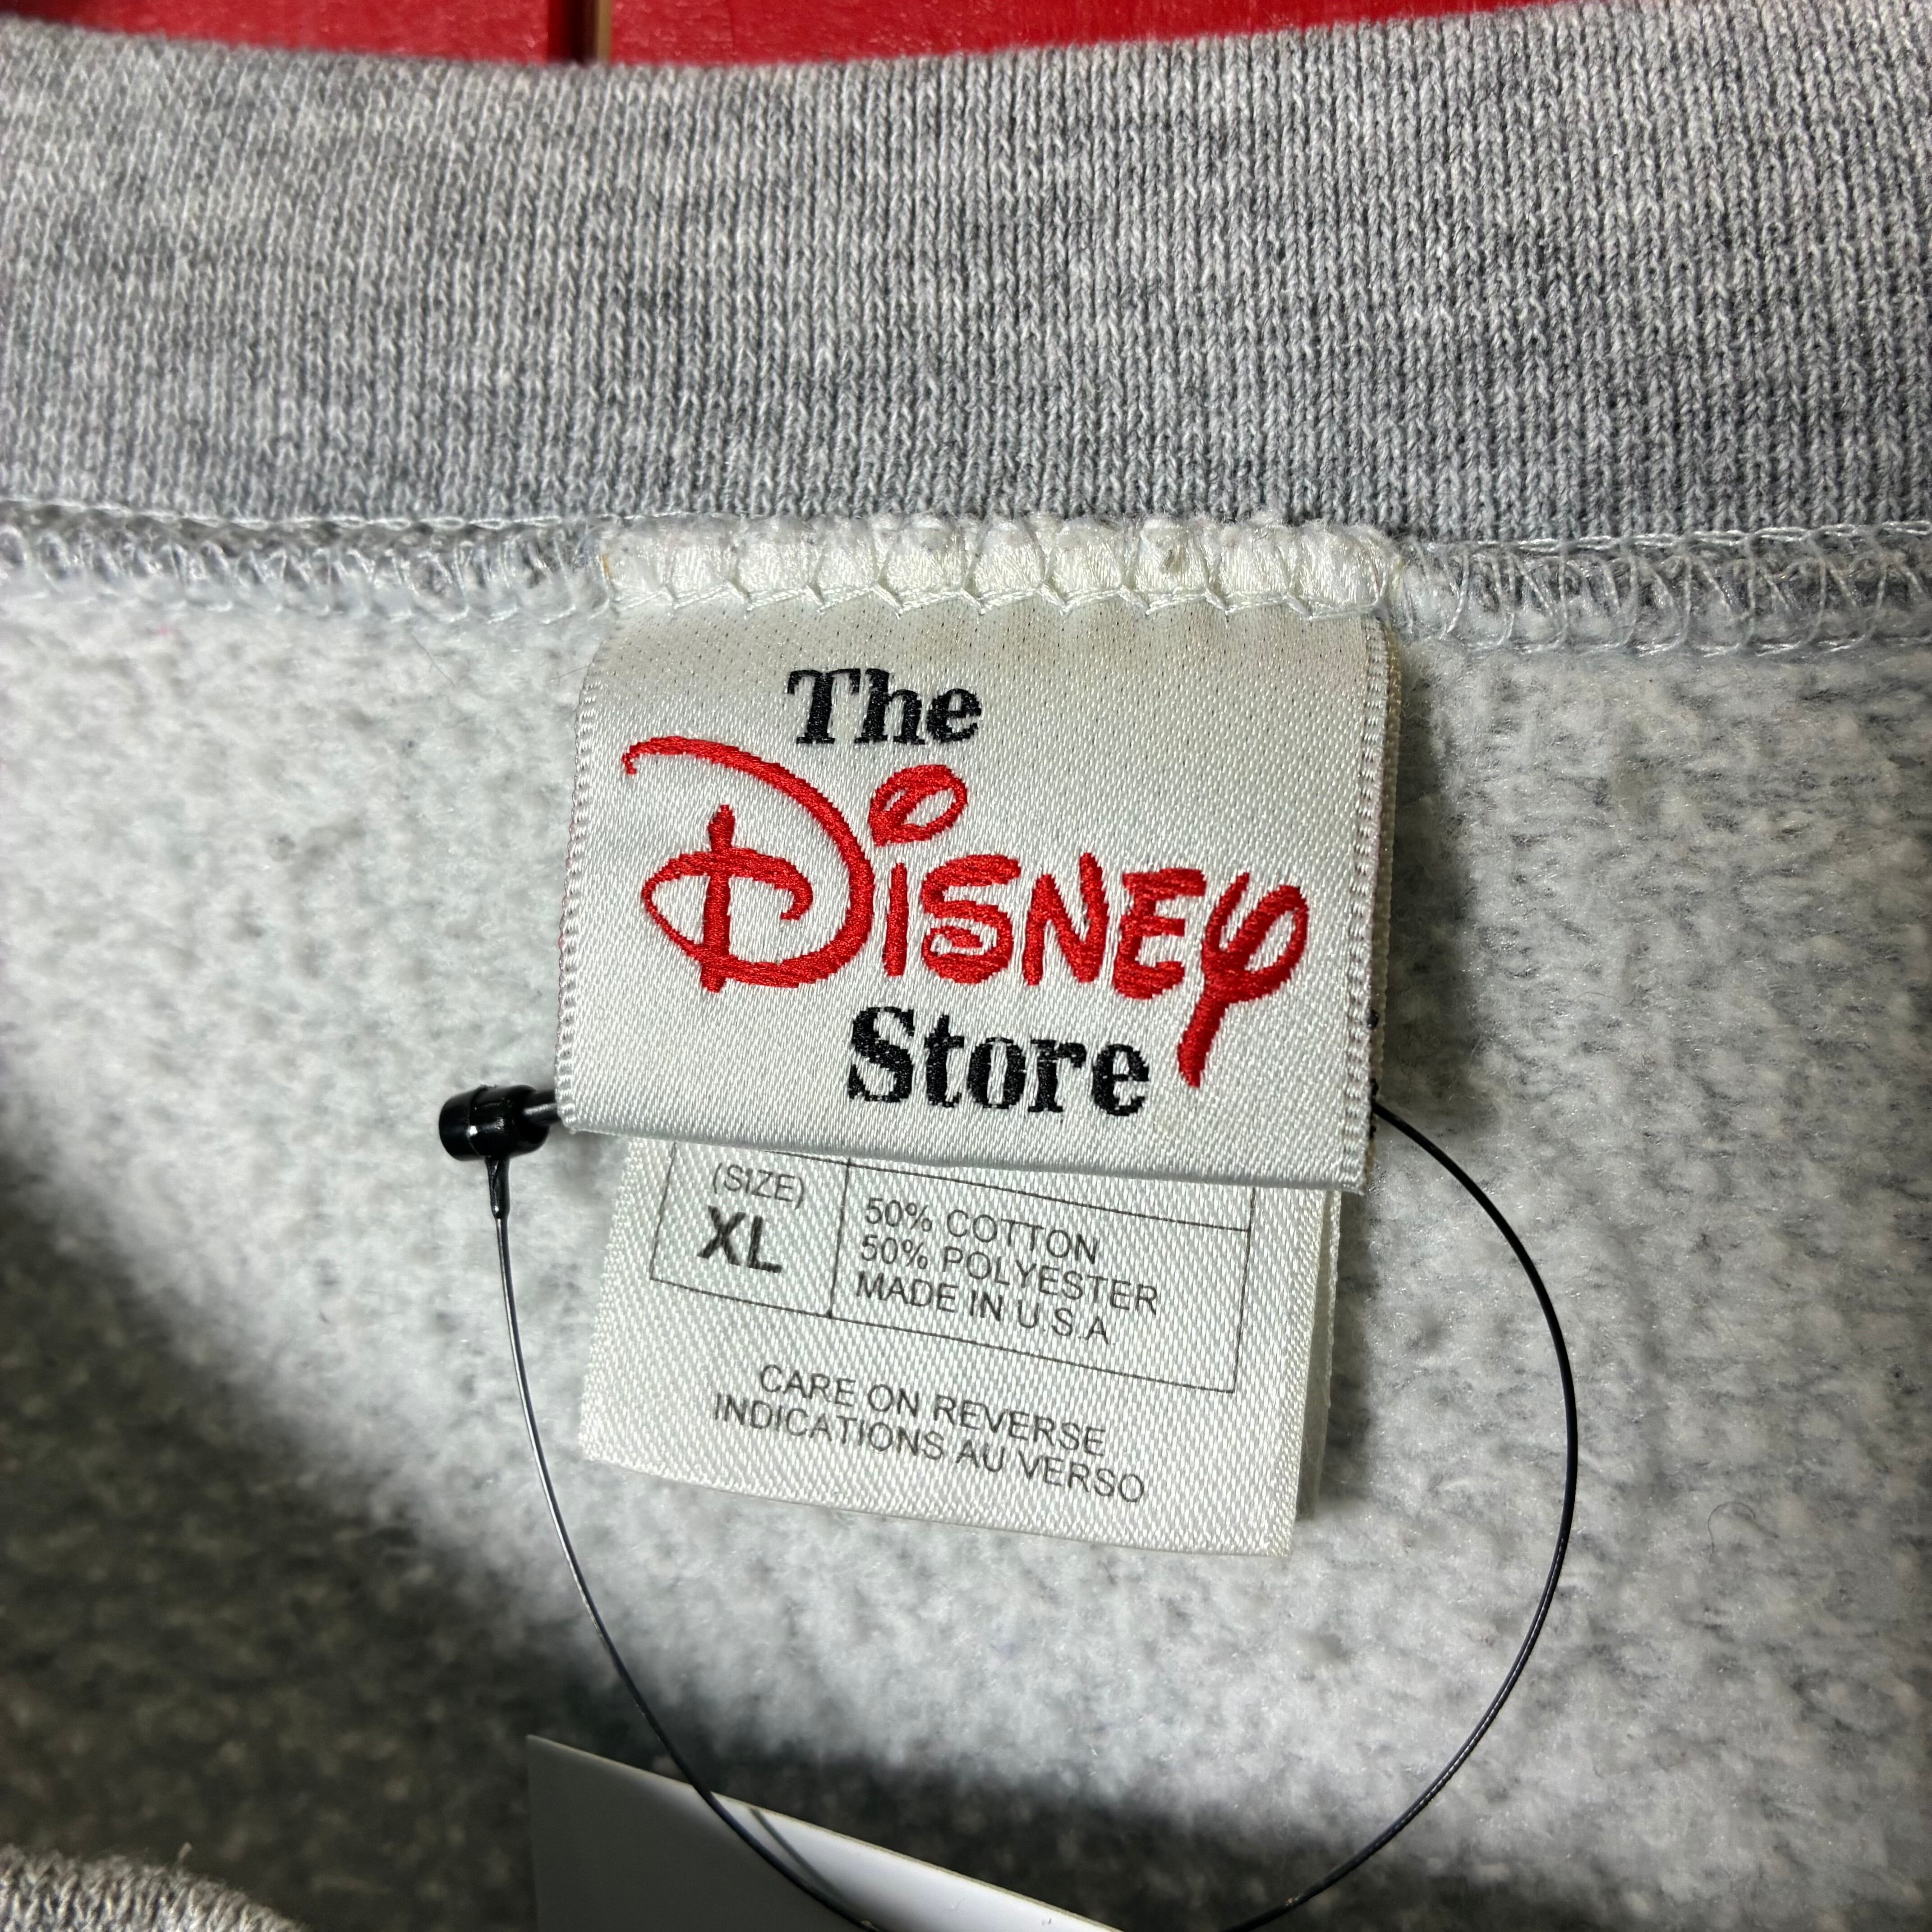 The
Disney
Store
(SIZE)
XL
50% COTTON
50% POLYESTER
MADE IN U.S.A
CARE ON REVERSE
INDICATIONS AU VERSO